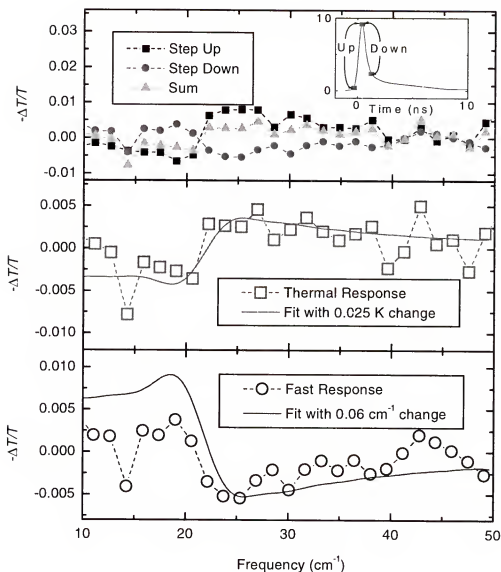 0.04
0.03
0.02
0.01
0.00
-0.01
-ΔT/T
Step Up
Step Down
Sum
10
0
Up
Down
0
10
Time (ns)
0.005
0.000
-0.005
-0.010
-ΔT/T
Thermal Response
Fit with 0.025 K change
0.010
0.005
0.000
-0.005
-ΔT/T
Fast Response
Fit with 0.06 cm⁻¹ change
10
20
30
40
50
Frequency (cm⁻¹)